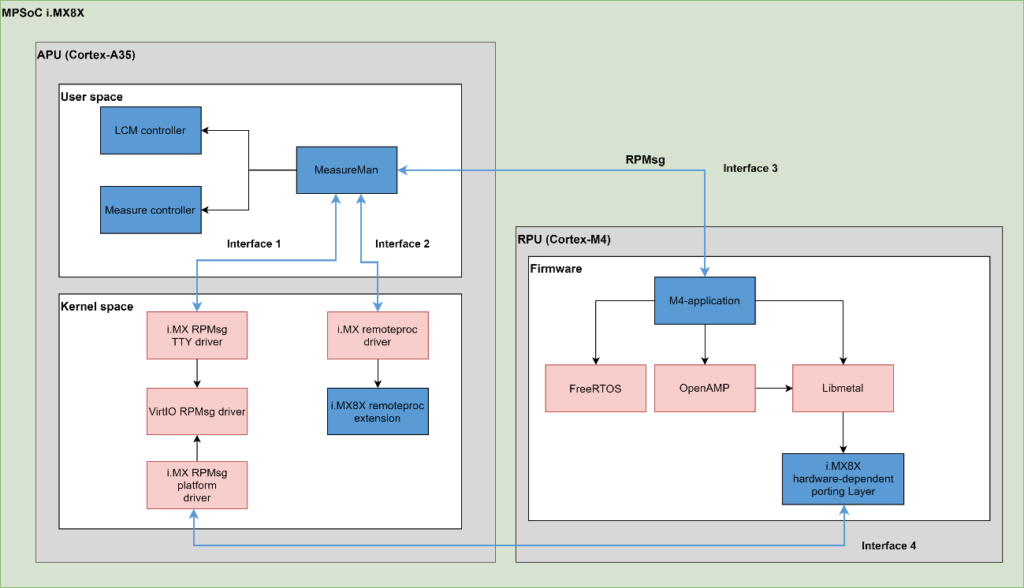 MPSoC i.MX8X
APU (Cortex-A35)
User space
LCM controller
MeasureMan
Measure controller
RPMsg
Interface 3
Interface 1
Interface 2
Kernel space
i.MX RPMsg
TTY driver
i.MX remoteproc
driver
VirtIO RPMsg driver
i.MX8X remoteproc
extension
i.MX RPMsg
platform
driver
RPU (Cortex-M4)
Firmware
M4-application
FreeRTOS
OpenAMP
Libmetal
i.MX8X
hardware-dependent
porting Layer
Interface 4